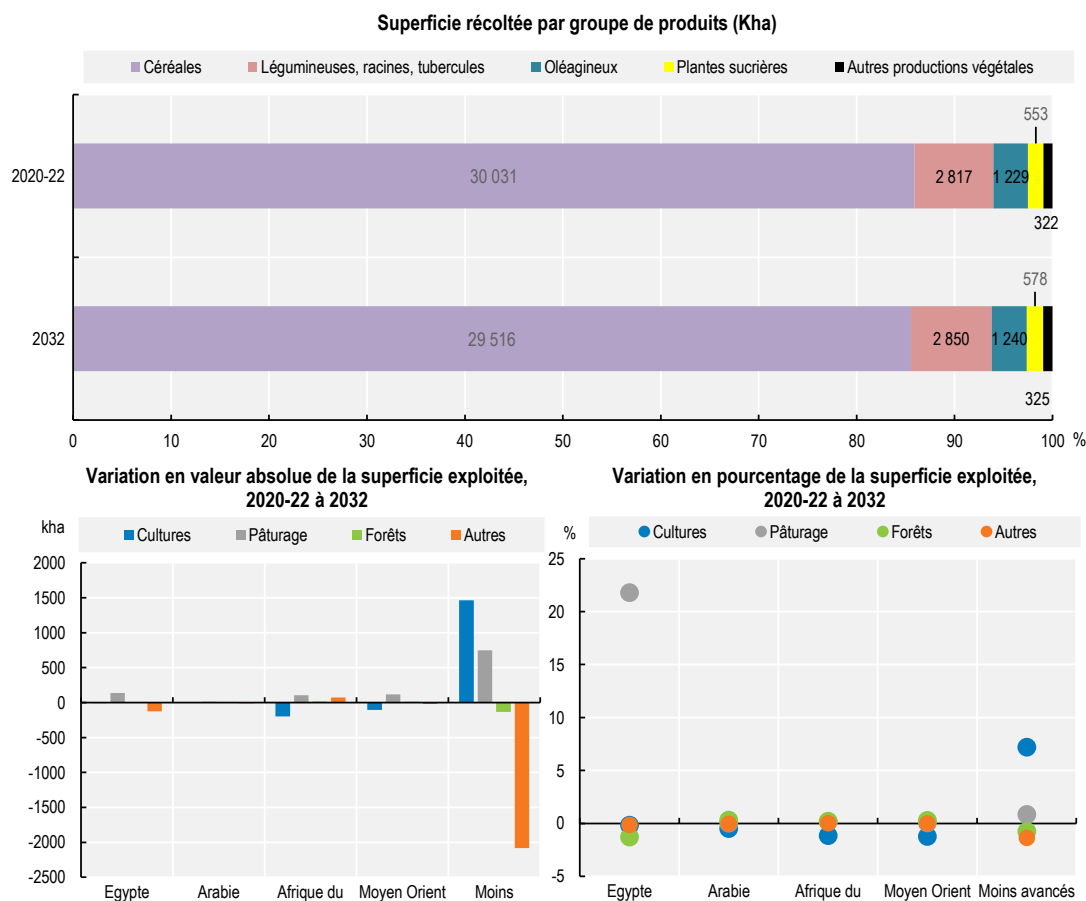 Superficie récoltée par groupe de produits (Kha)
Céréales Légumineuses, racines, tubercules Oléagineux Plantes sucrières Autres productions végétales
553
2020-22 30 031 2 817 1 229
322
578
2032 29 516 2 850 1 240
325
0 10 20 30 40 50 60 70 80 90 100 %
Variation en valeur absolue de la superficie exploitée,
2020-22 à 2032
kha
Cultures Pâturage Forêts Autres
2000
1500
1000
500
0
-500
-1000
-1500
-2000
-2500
Egypte Arabie Afrique du Moyen Orient Moins
Variation en pourcentage de la superficie exploitée,
2020-22 à 2032
%
Cultures Pâturage Forêts Autres
25
20
15
10
5
0
-5
Egypte Arabie Afrique du Moyen Orient Moins avancés